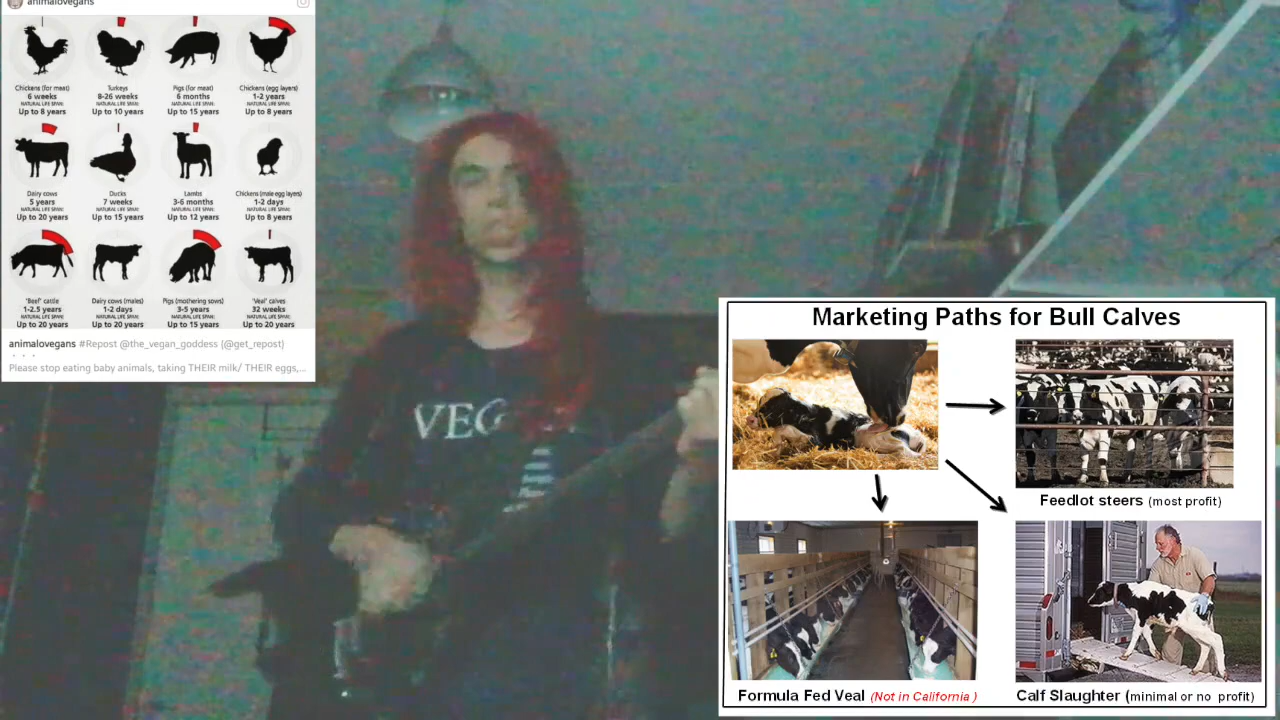 animalovegans
Chickens (for meat)
6 weeks
NATURAL LIFE SPAN:
Up to 8 years
Turkeys
8-26 weeks
NATURAL LIFE SPAN:
Up to 10 years
Pigs (for meat)
6 months
NATURAL LIFE SPAN:
Up to 15 years
Chickens (egg layers)
1-2 years
NATURAL LIFE SPAN:
Up to 8 years
Dairy cows
5 years
NATURAL LIFE SPAN:
Up to 20 years
Ducks
7 weeks
NATURAL LIFE SPAN:
Up to 15 years
Lambs
3-6 months
NATURAL LIFE SPAN:
Up to 12 years
Chickens (male egg layers)
1-2 days
NATURAL LIFE SPAN:
Up to 8 years
'Beef' cattle
1-2.5 years
NATURAL LIFE SPAN:
Up to 20 years
Dairy cows (males)
1-2 days
NATURAL LIFE SPAN:
Up to 20 years
Pigs (mothering sows)
3-5 years
NATURAL LIFE SPAN:
Up to 15 years
'Veal' calves
32 weeks
NATURAL LIFE SPAN:
Up to 20 years
animalovegans #Repost @the_vegan_goddess (@get_repost)
. . .
Please stop eating baby animals, taking THEIR milk/ THEIR eggs,...
VEG
Marketing Paths for Bull Calves
Feedlot steers (most profit)
Formula Fed Veal (Not in California )
Calf Slaughter (minimal or no profit)